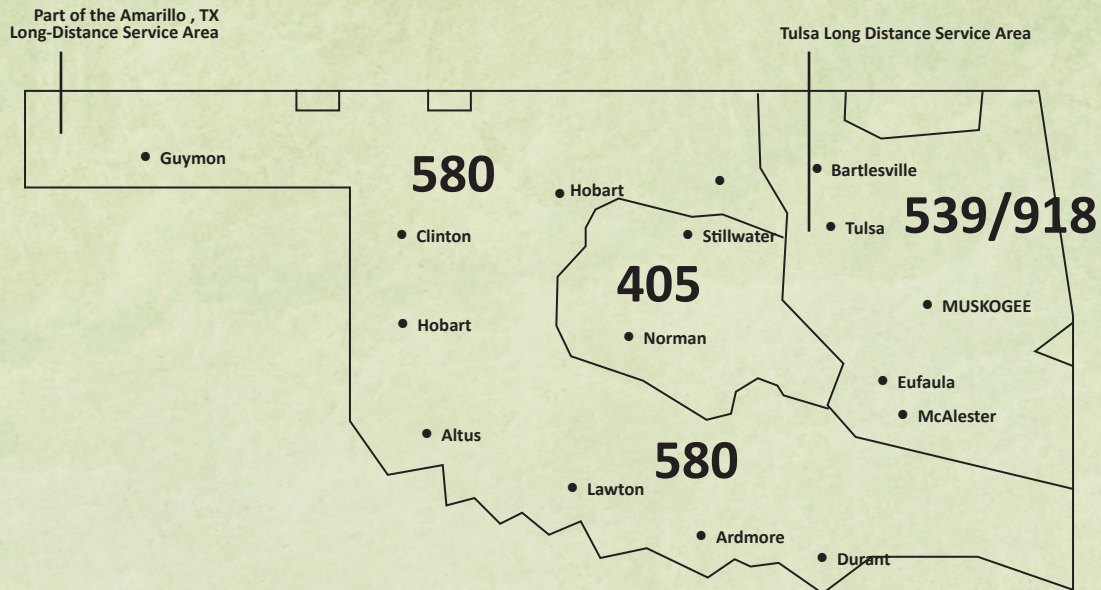 Part of the Amarillo , TX
Long-Distance Service Area
Tulsa Long Distance Service Area
Guymon
580
Hobart
Bartlesville
539/918
Clinton
Stillwater
Tulsa
405
MUSKOGEE
Hobart
Norman
Eufaula
McAlester
Altus
580
Lawton
Ardmore
Durant